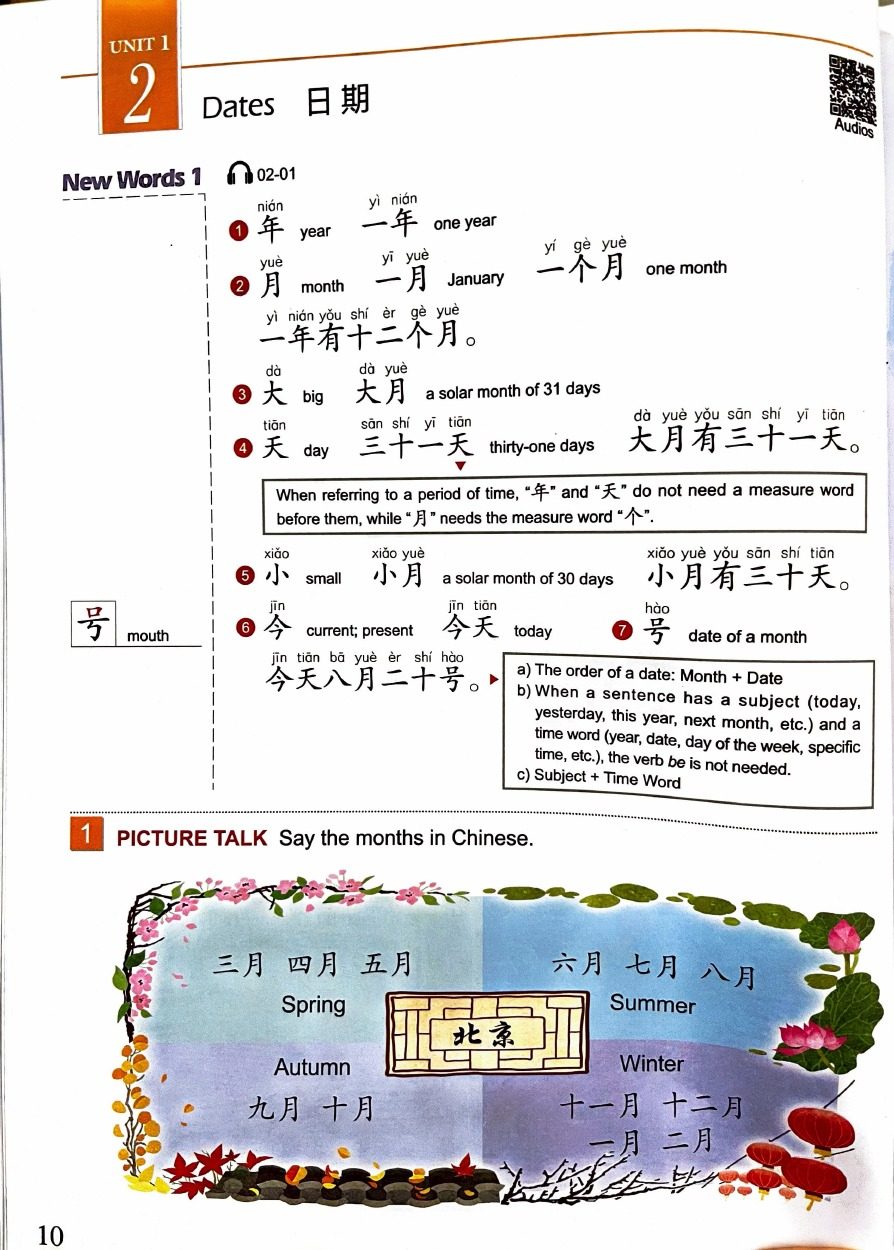 UNIT 1
2
Dates 日期
Audios
New Words 1 02-01
nián yì nián
1 年 year 一年 one year
yuè yī yuè yí gè yuè
2 月 month 一月 January 一个月 one month
yì nián yǒu shí èr gè yuè
一年有十二个月。
dà dà yuè
3 大 big 大月 a solar month of 31 days
tiān sān shí yī tiān dà yuè yǒu sān shí yī tiān
4 天 day 三十一天 thirty-one days 大月有三十一天。
When referring to a period of time, “年” and “天” do not need a measure word
before them, while “月” needs the measure word “个”.
xiǎo xiǎo yuè xiǎo yuè yǒu sān shí tiān
5 小 small 小月 a solar month of 30 days 小月有三十天。
jīn jīn tiān hào
6 今 current; present 今天 today 7 号 date of a month
号 mouth
jīn tiān bā yuè èr shí hào
今天八月二十号。
a) The order of a date: Month + Date
b) When a sentence has a subject (today,
yesterday, this year, next month, etc.) and a
time word (year, date, day of the week, specific
time, etc.), the verb be is not needed.
c) Subject + Time Word
1 PICTURE TALK Say the months in Chinese.
三月 四月 五月
Spring
六月 七月 八月
Summer
北京
Autumn
九月 十月
Winter
十一月 十二月
一月 二月
10